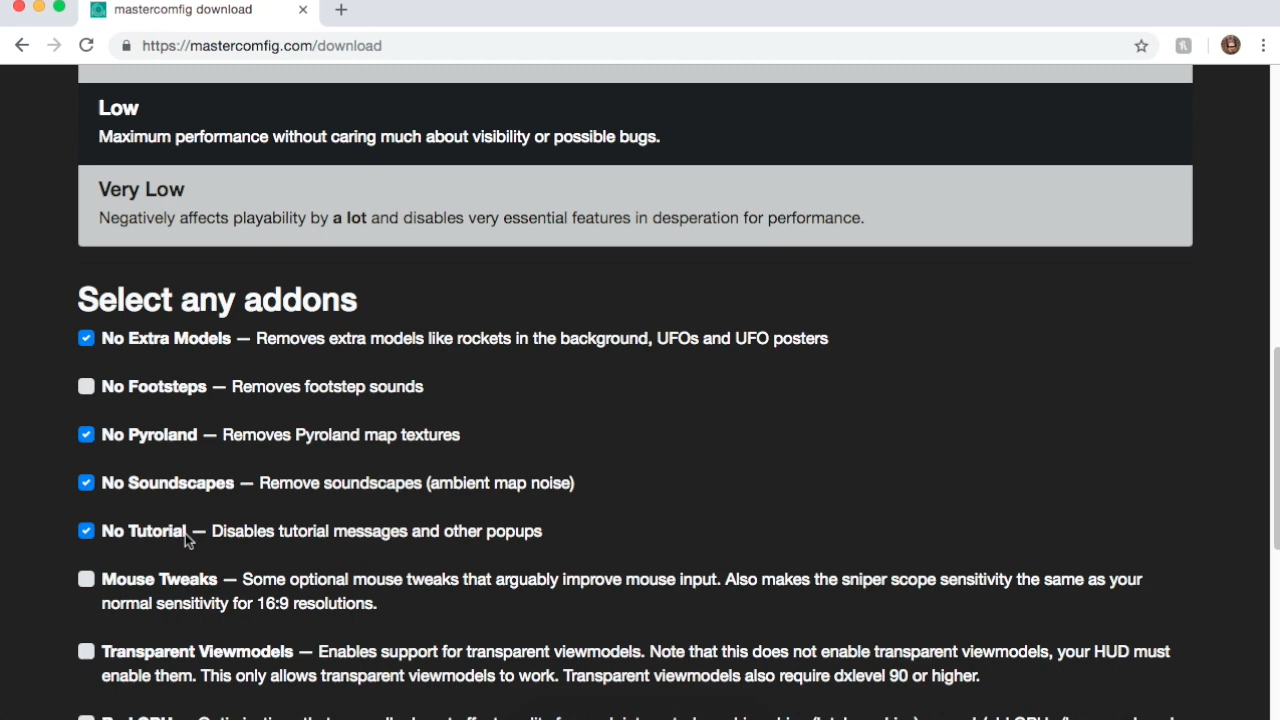 mastercomfig download
https://mastercomfig.com/download
Low
Maximum performance without caring much about visibility or possible bugs.
Very Low
Negatively affects playability by a lot and disables very essential features in desperation for performance.
Select any addons
No Extra Models — Removes extra models like rockets in the background, UFOs and UFO posters
No Footsteps — Removes footstep sounds
No Pyroland — Removes Pyroland map textures
No Soundscapes — Remove soundscapes (ambient map noise)
No Tutorial — Disables tutorial messages and other popups
Mouse Tweaks — Some optional mouse tweaks that arguably improve mouse input. Also makes the sniper scope sensitivity the same as your
normal sensitivity for 16:9 resolutions.
Transparent Viewmodels — Enables support for transparent viewmodels. Note that this does not enable transparent viewmodels, your HUD must
enable them. This only allows transparent viewmodels to work. Transparent viewmodels also require dxlevel 90 or higher.